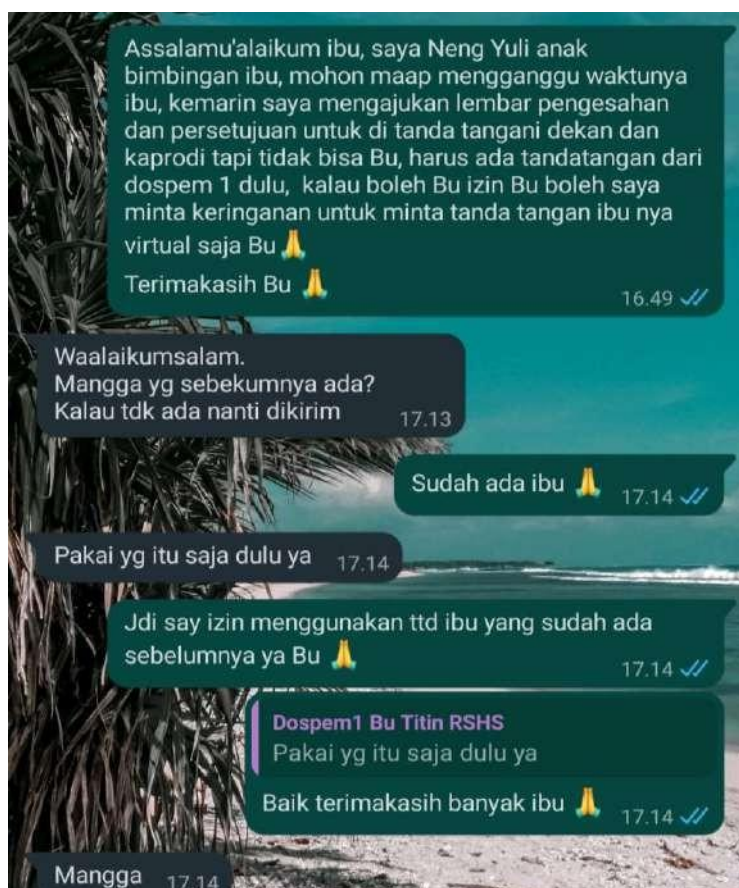 Assalamu'alaikum ibu, saya Neng Yuli anak
bimbingan ibu, mohon maap mengganggu waktunya
ibu, kemarin saya mengajukan lembar pengesahan
dan persetujuan untuk di tanda tangani dekan dan
kaprodi tapi tidak bisa Bu, harus ada tandatangan dari
dospem 1 dulu, kalau boleh Bu izin Bu boleh saya
minta keringanan untuk minta tanda tangan ibu nya
virtual saja Bu 🙏
Terimakasih Bu 🙏
16.49
Waalaikumsalam.
Mangga yg sebekumnya ada?
Kalau tdk ada nanti dikirim
17.13
Sudah ada ibu 🙏 17.14
Pakai yg itu saja dulu ya 17.14
Jdi say izin menggunakan ttd ibu yang sudah ada
sebelumnya ya Bu 🙏
17.14
Dospem1 Bu Titin RSHS
Pakai yg itu saja dulu ya
Baik terimakasih banyak ibu 🙏 17.14
Mangga 17.14